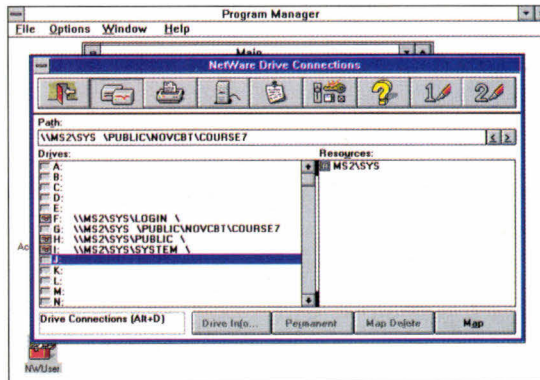 Program Manager
File Options Window Help
Main
NetWare Drive Connections
1 2
Path:
\\MS2\SYS \PUBLIC\NOVCBT\COURSE7
Drives:
Resources:
A:
MS2\SYS
B:
C:
D:
E:
F: \\MS2\SYS\LOGIN \
G: \\MS2\SYS \PUBLIC\NOVCBT\COURSE7
H: \\MS2\SYS\PUBLIC \
I: \\MS2\SYS\SYSTEM \
J:
K:
L:
M:
N:
Drive Connections (Alt+D)
Drive Info...
Permanent
Map Delete
Map
NWUser